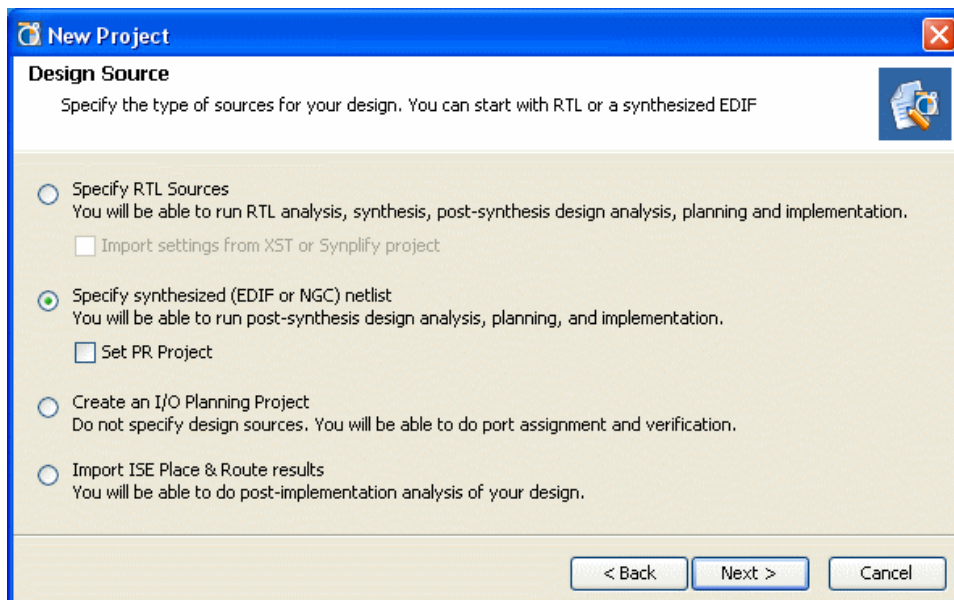 New Project
Design Source
Specify the type of sources for your design. You can start with RTL or a synthesized EDIF
Specify RTL Sources
You will be able to run RTL analysis, synthesis, post-synthesis design analysis, planning and implementation.
Import settings from XST or Synplify project
Specify synthesized (EDIF or NGC) netlist
You will be able to run post-synthesis design analysis, planning, and implementation.
Set PR Project
Create an I/O Planning Project
Do not specify design sources. You will be able to do port assignment and verification.
Import ISE Place & Route results
You will be able to do post-implementation analysis of your design.
< Back Next > Cancel